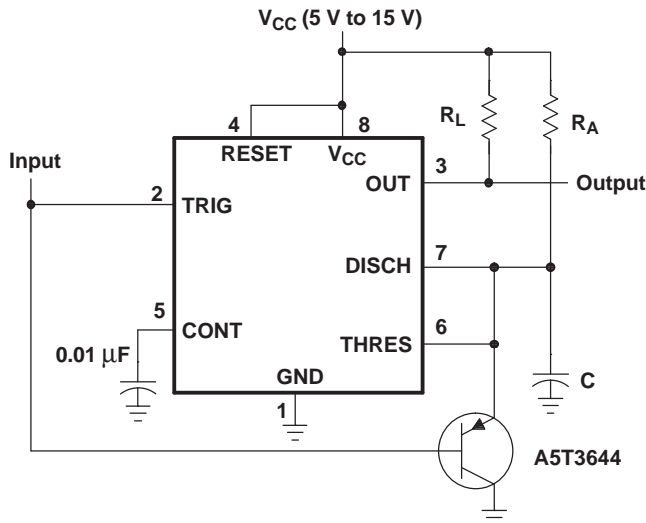 VCC (5 V to 15 V)
4
8
RL
RA
Input
RESET
VCC
3
OUT
Output
2
TRIG
7
DISCH
5
CONT
6
THRES
0.01 μF
GND
C
1
A5T3644